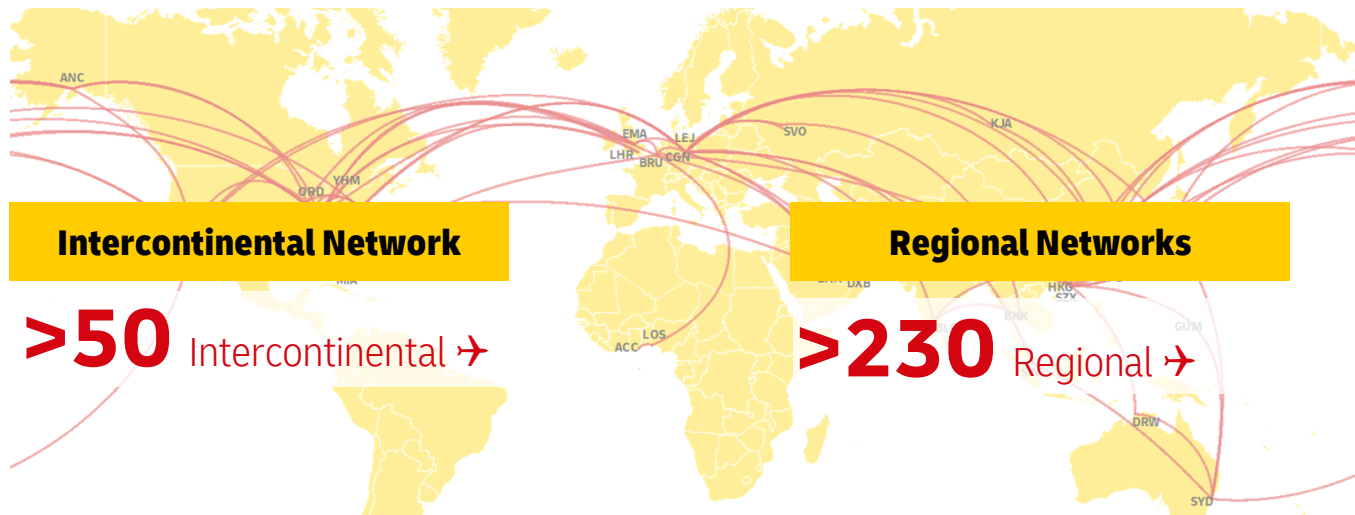 ANC
EMA
LEJ
SVO
KJA
LHR
BRU
CGN
ORD
YHM
Intercontinental Network
Regional Networks
DXB
HKG
SZX
BKK
GUM
>50 Intercontinental ✈
>230 Regional ✈
LOS
ACC
DRW
SYD